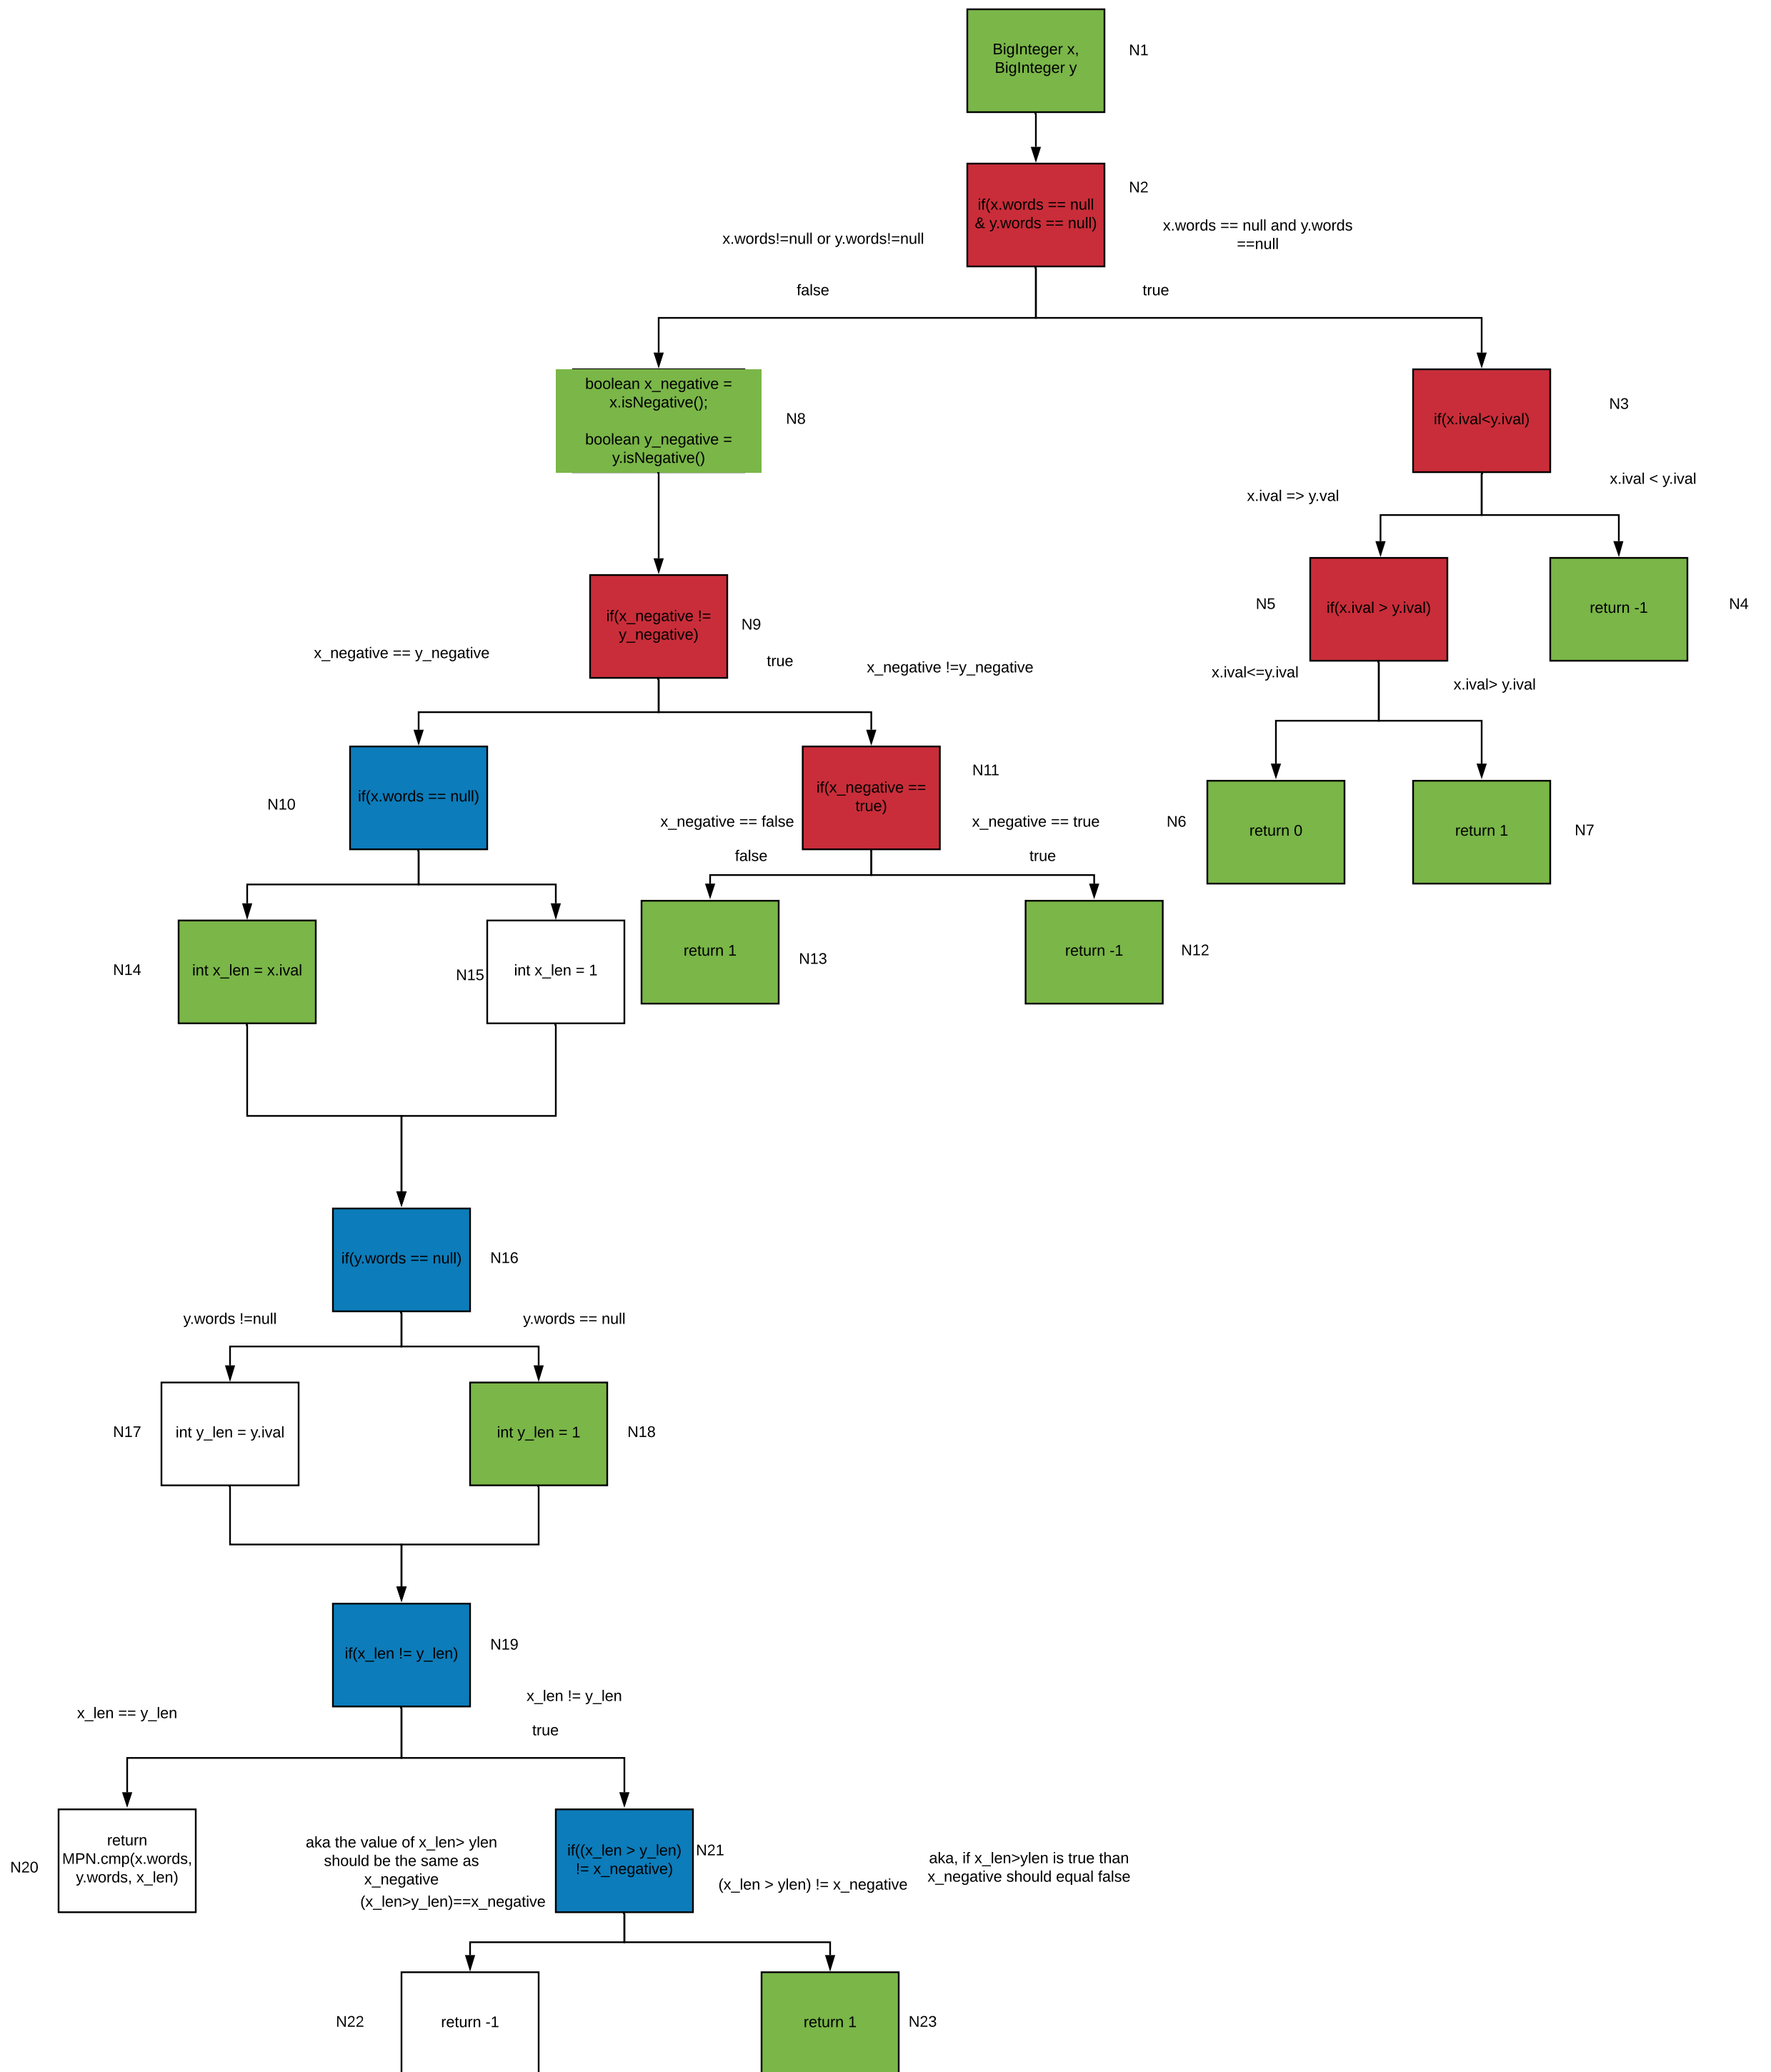 BigInteger x,
BigInteger y
N1
if(x.words == null
& y.words == null)
N2
x.words!=null or y.words!=null
x.words == null and y.words
==null
false
true
boolean x_negative =
x.isNegative();
boolean y_negative =
y.isNegative()
N8
if(x.ival<y.ival)
N3
x.ival => y.val
x.ival < y.ival
if(x_negative !=
y_negative)
N9
N5
if(x.ival > y.ival)
return -1
N4
x_negative == y_negative
true
x_negative !=y_negative
x.ival<=y.ival
x.ival> y.ival
N10
if(x.words == null)
if(x_negative ==
true)
N11
x_negative == false
x_negative == true
false
true
N6
return 0
return 1
N7
N14
int x_len = x.ival
N15
int x_len = 1
return 1
N13
return -1
N12
if(y.words == null)
N16
y.words !=null
y.words == null
N17
int y_len = y.ival
int y_len = 1
N18
if(x_len != y_len)
N19
x_len == y_len
x_len != y_len
true
N20
return
MPN.cmp(x.words,
y.words, x_len)
aka the value of x_len> ylen
should be the same as
x_negative
(x_len>y_len)==x_negative
if((x_len > y_len)
!= x_negative)
N21
(x_len > ylen) != x_negative
aka, if x_len>ylen is true than
x_negative should equal false
N22
return -1
return 1
N23